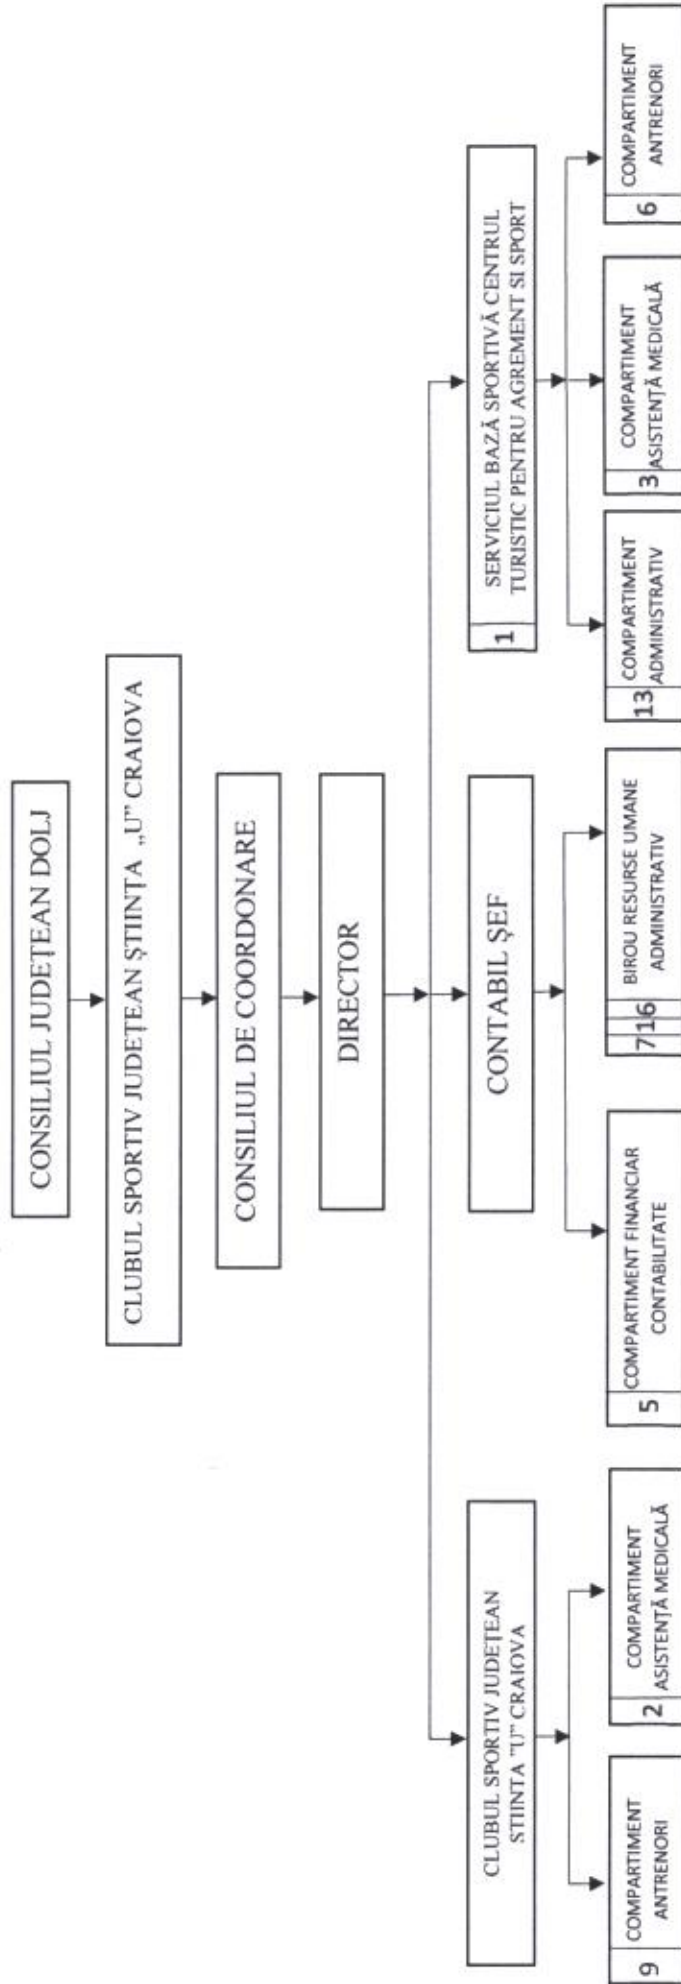 CONSILIUL JUDEȚEAN DOLJ
CLUBUL SPORTIV JUDEȚEAN ȘTIINȚA „U” CRAIOVA
CONSILIUL DE COORDONARE
DIRECTOR
CLUBUL SPORTIV JUDEȚEAN
STIINTA "U" CRAIOVA
CONTABIL ȘEF
1
SERVICIUL BAZĂ SPORTIVĂ CENTRUL
TURISTIC PENTRU AGREMENT SI SPORT
9
COMPARTIMENT
ANTRENORI
2
COMPARTIMENT
ASISTENȚĂ MEDICALĂ
5
COMPARTIMENT FINANCIAR
CONTABILITATE
7 1 6
BIROU RESURSE UMANE
ADMINISTRATIV
13
COMPARTIMENT
ADMINISTRATIV
3
COMPARTIMENT
ASISTENȚĂ MEDICALĂ
6
COMPARTIMENT
ANTRENORI